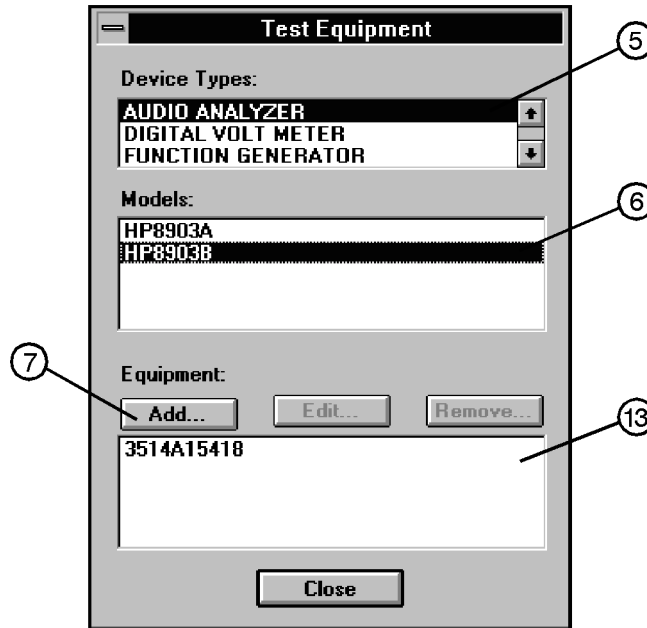 Test Equipment
5
Device Types:
AUDIO ANALYZER
DIGITAL VOLT METER
FUNCTION GENERATOR
Models:
6
HP8903A
HP8903B
7
Equipment:
Add... Edit... Remove...
13
3514A15418
Close